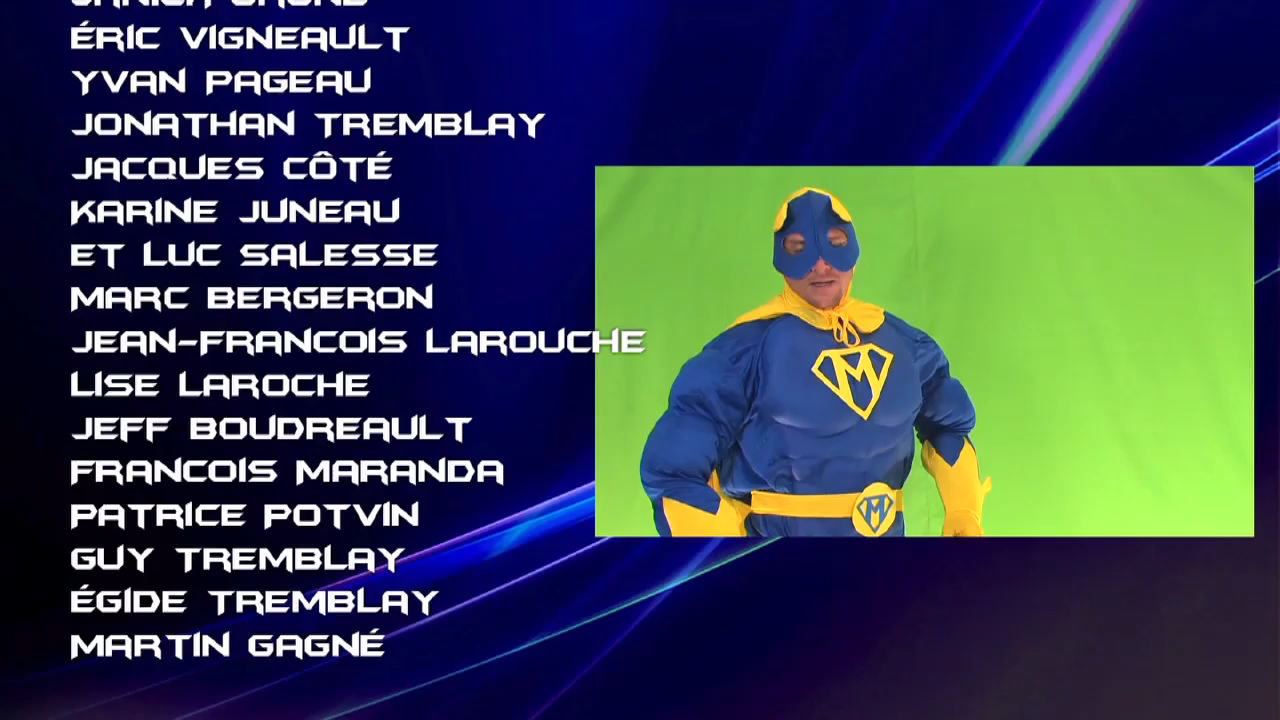 ÉRIC VIGNEAULT
YVAN PAGEAU
JONATHAN TREMBLAY
JACQUES CÔTÉ
KARINE JUNEAU
ET LUC SALESSE
MARC BERGERON
JEAN-FRANCOIS LAROUCHE
LISE LAROCHE
JEFF BOUDREAULT
FRANCOIS MARANDA
PATRICE POTVIN
GUY TREMBLAY
ÉGIDE TREMBLAY
MARTIN GAGNÉ
M
M